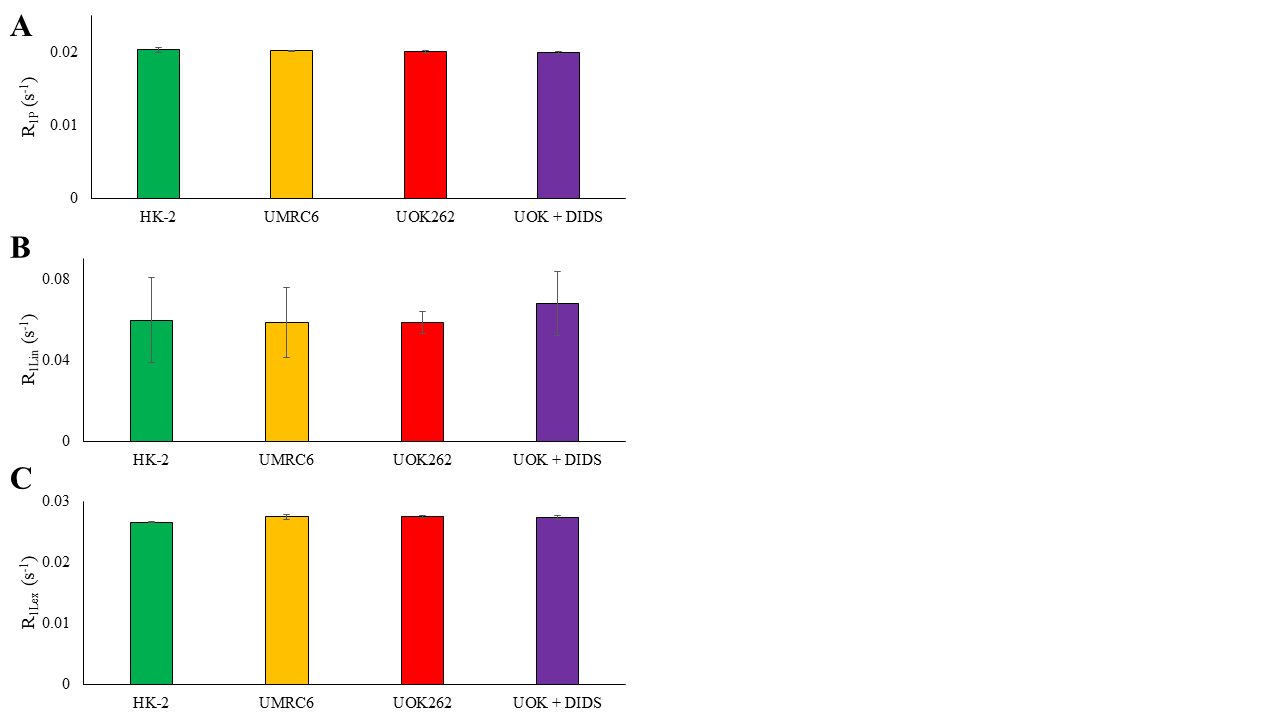 A
R1P (s-1)
0.02
0.01
0
HK-2 UMRC6 UOK262 UOK + DIDS
B
R1Lin (s-1)
0.08
0.04
0
HK-2 UMRC6 UOK262 UOK + DIDS
C
R1Lex (s-1)
0.03
0.02
0.01
0
HK-2 UMRC6 UOK262 UOK + DIDS